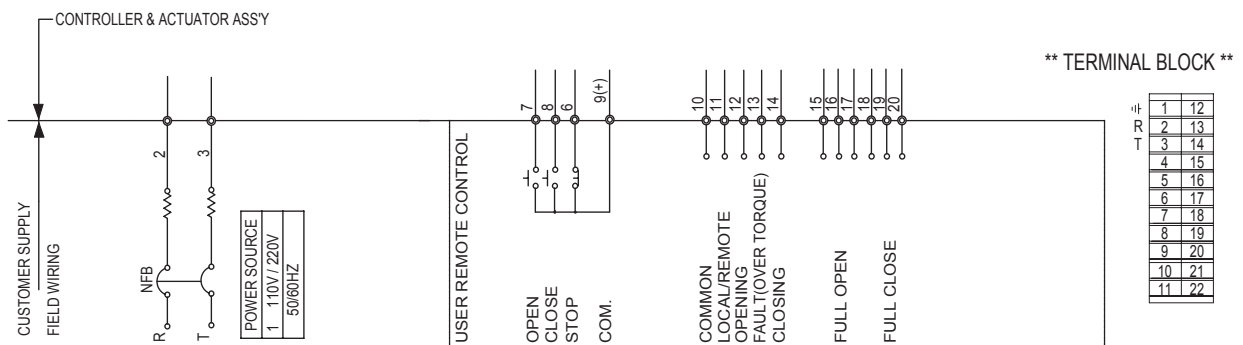 CONTROLLER & ACTUATOR ASS'Y
CUSTOMER SUPPLY
FIELD WIRING
2
3
NFB
R
T
POWER SOURCE
1 110V / 220V
50/60HZ
USER REMOTE CONTROL
7
8
6
9(+)
OPEN
CLOSE
STOP
COM.
10
11
12
13
14
COMMON
LOCAL/REMOTE
OPENING
FAULT(OVER TORQUE)
CLOSING
15
16
17
18
19
20
FULL OPEN
FULL CLOSE
** TERMINAL BLOCK **
1 12
R 2 13
T 3 14
4 15
5 16
6 17
7 18
8 19
9 20
10 21
11 22